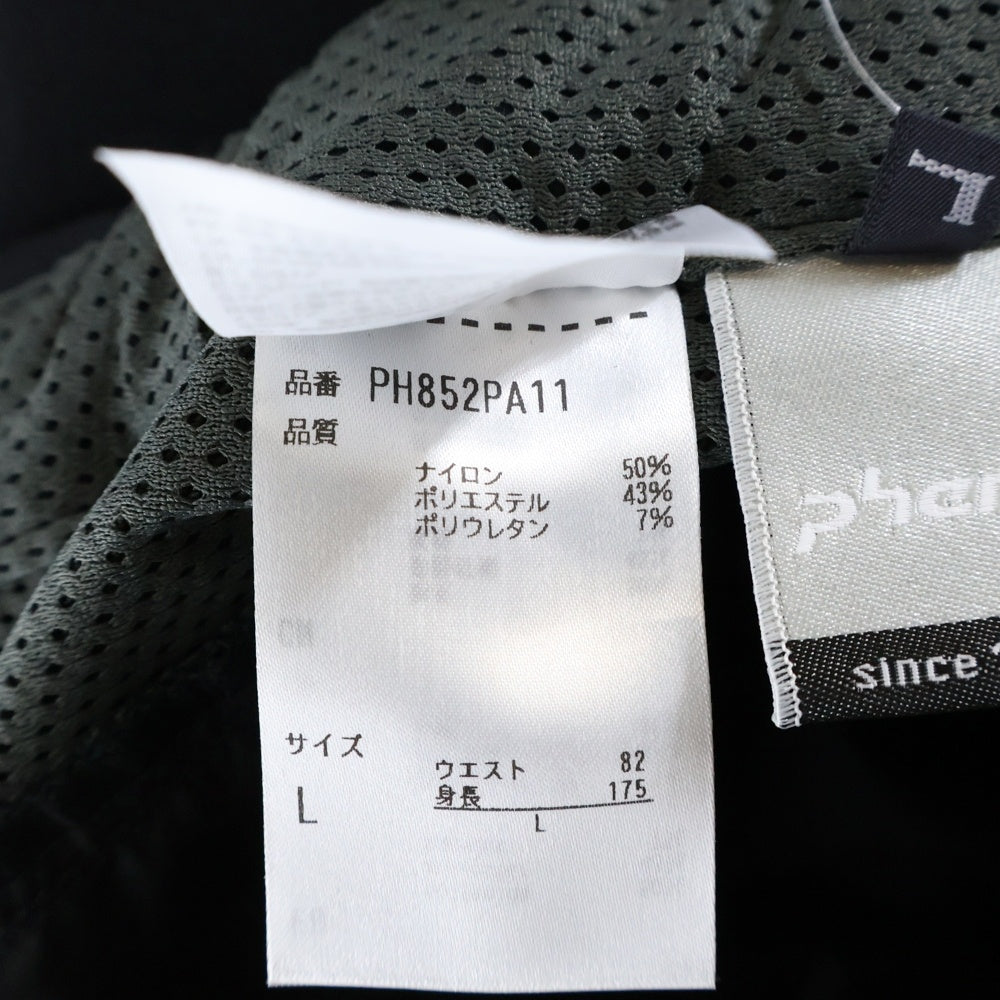 L
品番 PH852PA11
品質
ナイロン 50%
ポリエステル 43%
ポリウレタン 7%
サイズ
L
ウエスト 82
身長 175
L
since